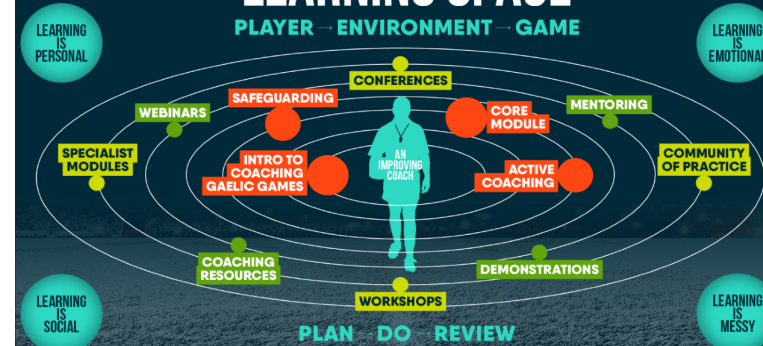 LEARNING SPACE
PLAYER → ENVIRONMENT → GAME
LEARNING
IS
PERSONAL
LEARNING
IS
EMOTIONAL
CONFERENCES
SAFEGUARDING
WEBINARS
CORE
MODULE
MENTORING
SPECIALIST
MODULES
INTRO TO
COACHING
GAELIC GAMES
AN
IMPROVING
COACH
ACTIVE
COACHING
COMMUNITY
OF PRACTICE
COACHING
RESOURCES
DEMONSTRATIONS
WORKSHOPS
LEARNING
IS
SOCIAL
LEARNING
IS
MESSY
PLAN → DO → REVIEW